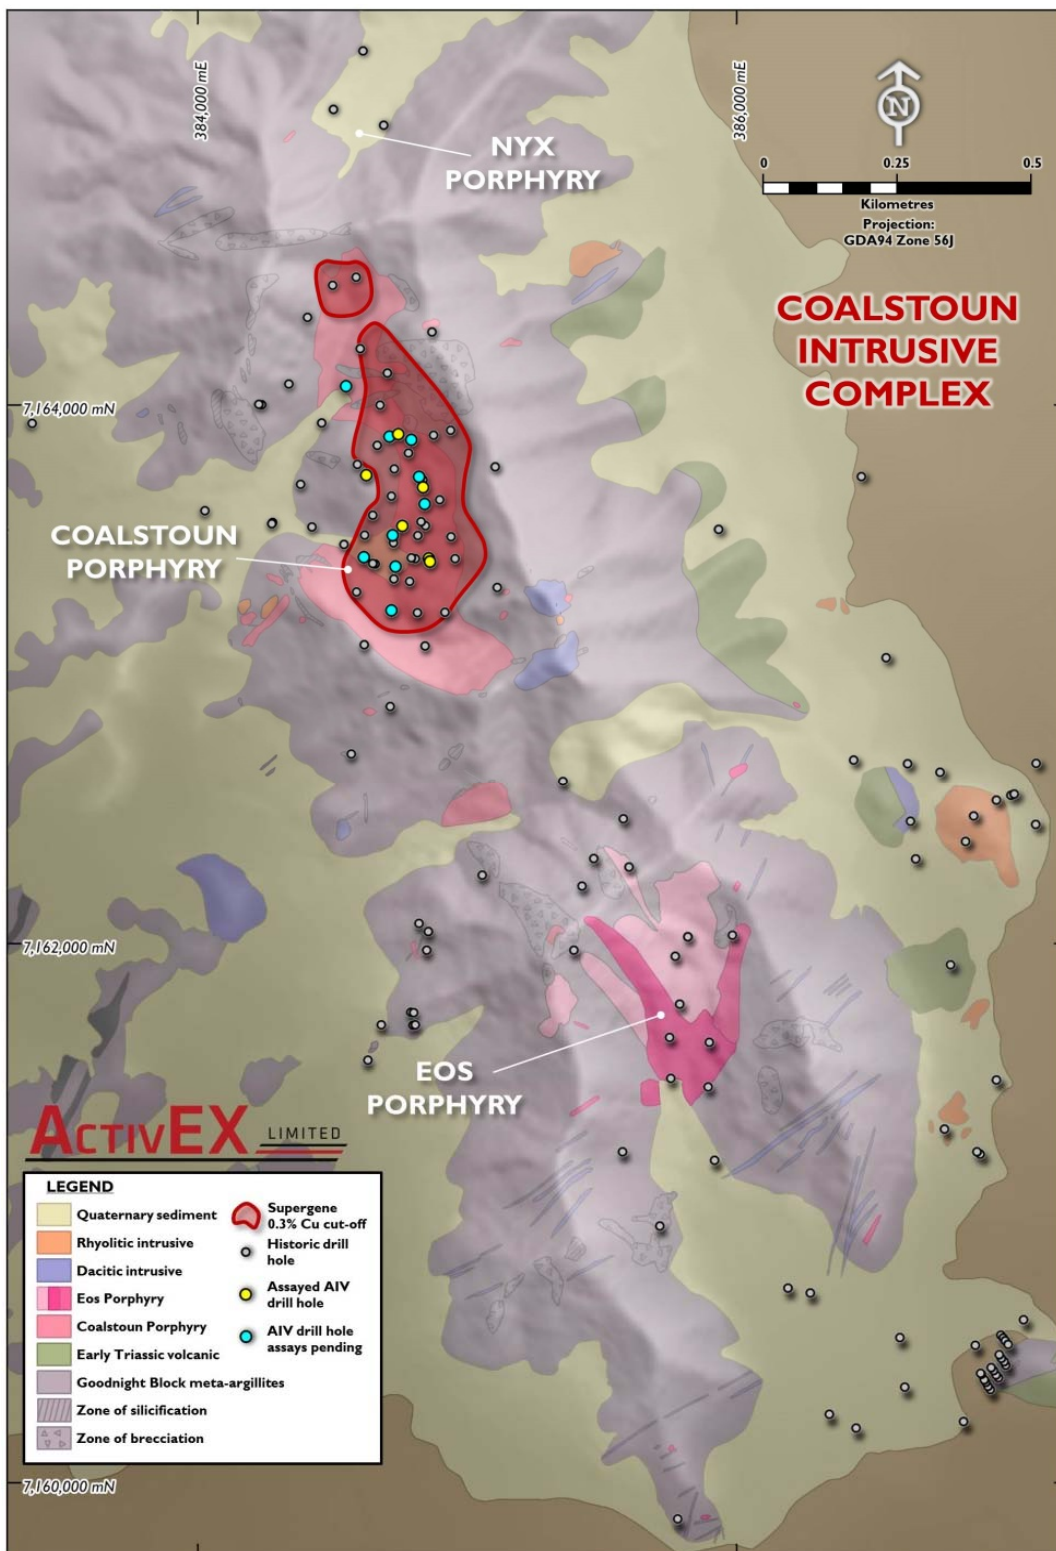 384,000 mE
386,000 mE
N
NYX
PORPHYRY
0
0.25
0.5
Kilometres
Projection:
GDA94 Zone 56J
COALSTOUN
INTRUSIVE
COMPLEX
7,164,000 mN
COALSTOUN
PORPHYRY
7,162,000 mN
EOS
PORPHYRY
ACTIVEX
LIMITED
LEGEND
Quaternary sediment
Rhyolitic intrusive
Dacitic intrusive
Eos Porphyry
Coalstoun Porphyry
Early Triassic volcanic
Goodnight Block meta-argillites
Zone of silicification
Zone of brecciation
Supergene
0.3% Cu cut-off
Historic drill
hole
Assayed AIV
drill hole
AIV drill hole
assays pending
7,160,000 mN